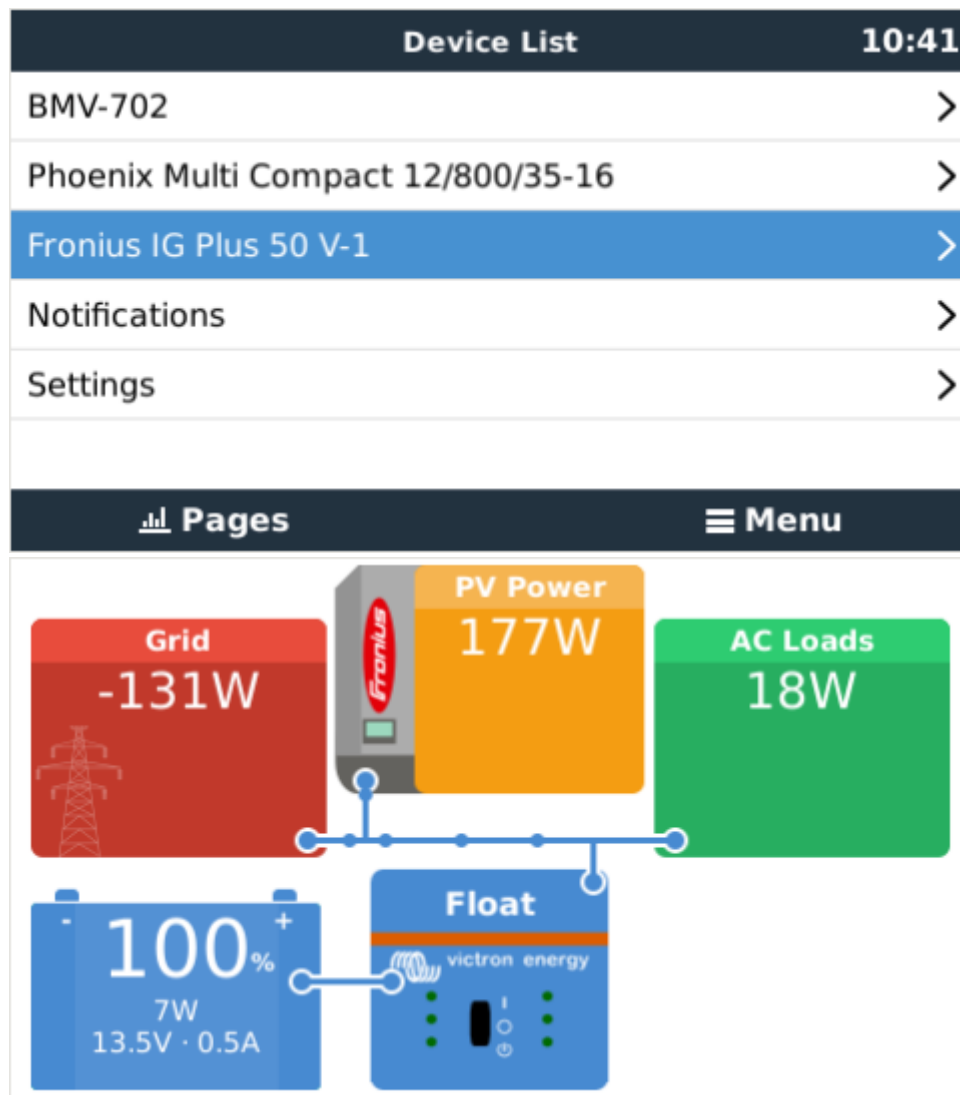 Device List 10:41
BMV-702
Phoenix Multi Compact 12/800/35-16
Fronius IG Plus 50 V-1
Notifications
Settings
Pages Menu
PV Power
177W
Fronius
Grid
-131W
AC Loads
18W
- +
100%
7W
13.5V · 0.5A
Float
victron energy
I